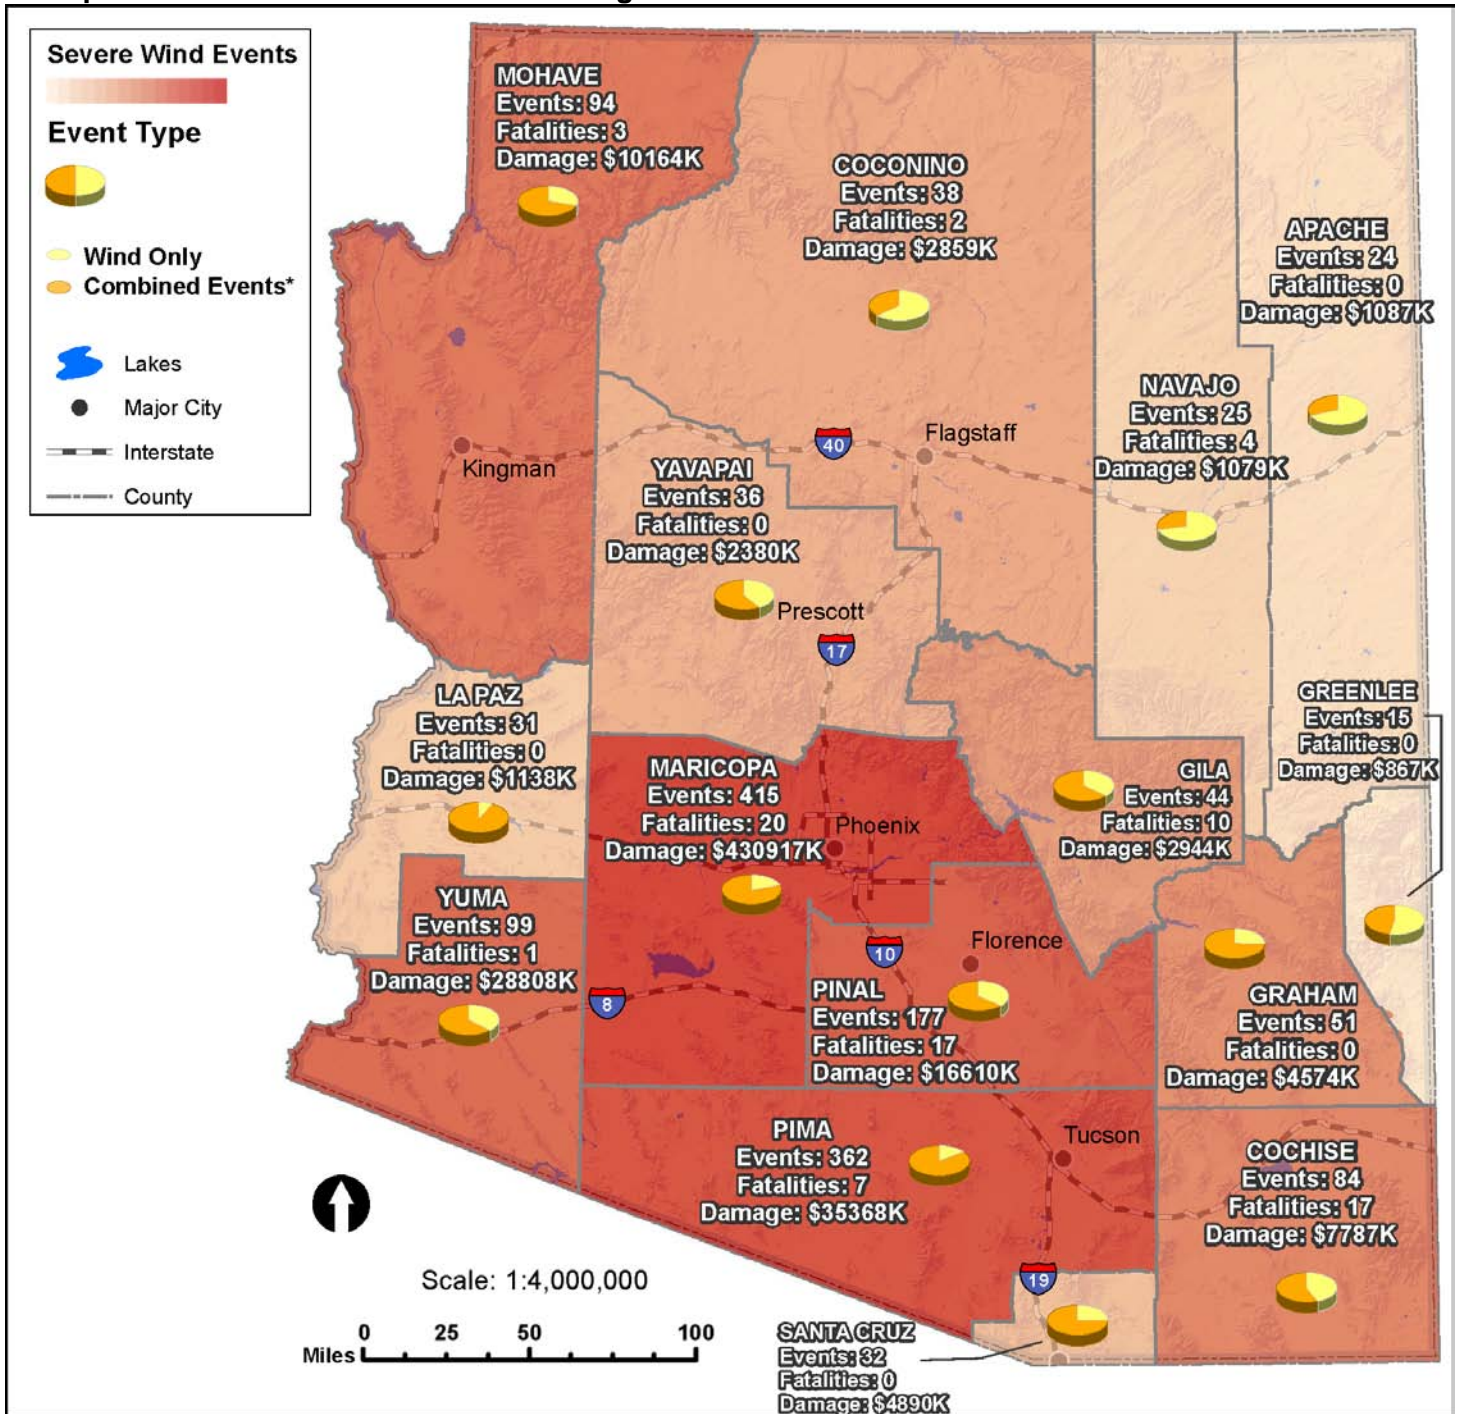 Severe Wind Events
Event Type
Wind Only
Combined Events*
Lakes
Major City
Interstate
County
MOHAVE
Events: 94
Fatalities: 3
Damage: $10164K
COCONINO
Events: 38
Fatalities: 2
Damage: $2859K
APACHE
Events: 24
Fatalities: 0
Damage: $1087K
NAVAJO
Events: 25
Fatalities: 4
Damage: $1079K
40
Flagstaff
Kingman
YAVAPAI
Events: 36
Fatalities: 0
Damage: $2380K
Prescott
17
LA PAZ
Events: 31
Fatalities: 0
Damage: $1138K
GREENLEE
Events: 15
Fatalities: 0
Damage: $867K
MARICOPA
Events: 415
Fatalities: 20
Damage: $430917K
Phoenix
GILA
Events: 44
Fatalities: 10
Damage: $2944K
YUMA
Events: 99
Fatalities: 1
Damage: $28808K
8
10
Florence
PINAL
Events: 177
Fatalities: 17
Damage: $16610K
GRAHAM
Events: 51
Fatalities: 0
Damage: $4574K
PIMA
Events: 362
Fatalities: 7
Damage: $35368K
Tucson
COCHISE
Events: 84
Fatalities: 17
Damage: $7787K
19
SANTA CRUZ
Events: 32
Fatalities: 0
Damage: $4890K
Scale: 1:4,000,000
0 25 50 100
Miles